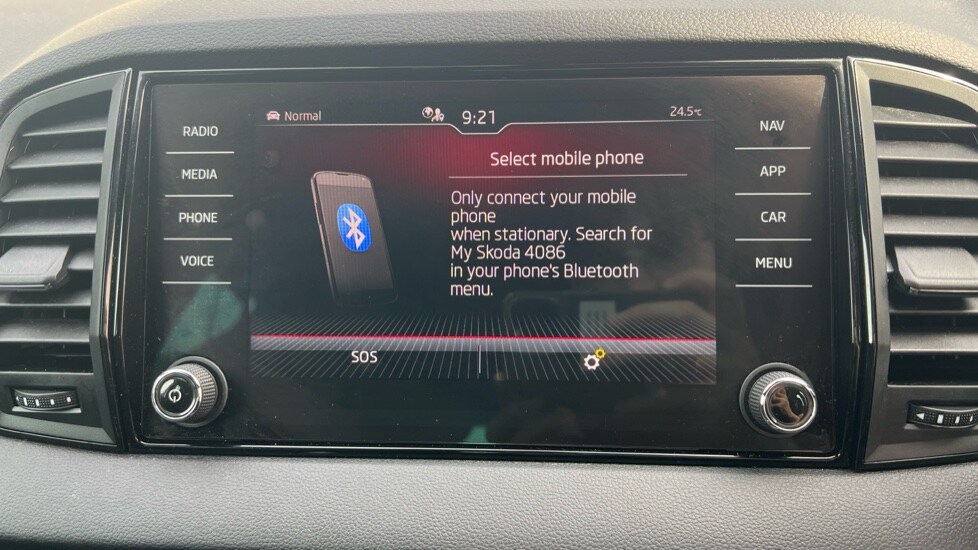 Normal
9:21
24.5°C
RADIO
MEDIA
PHONE
VOICE
Select mobile phone
Only connect your mobile
phone
when stationary. Search for
My Skoda 4086
in your phone's Bluetooth
menu.
SOS
NAV
APP
CAR
MENU